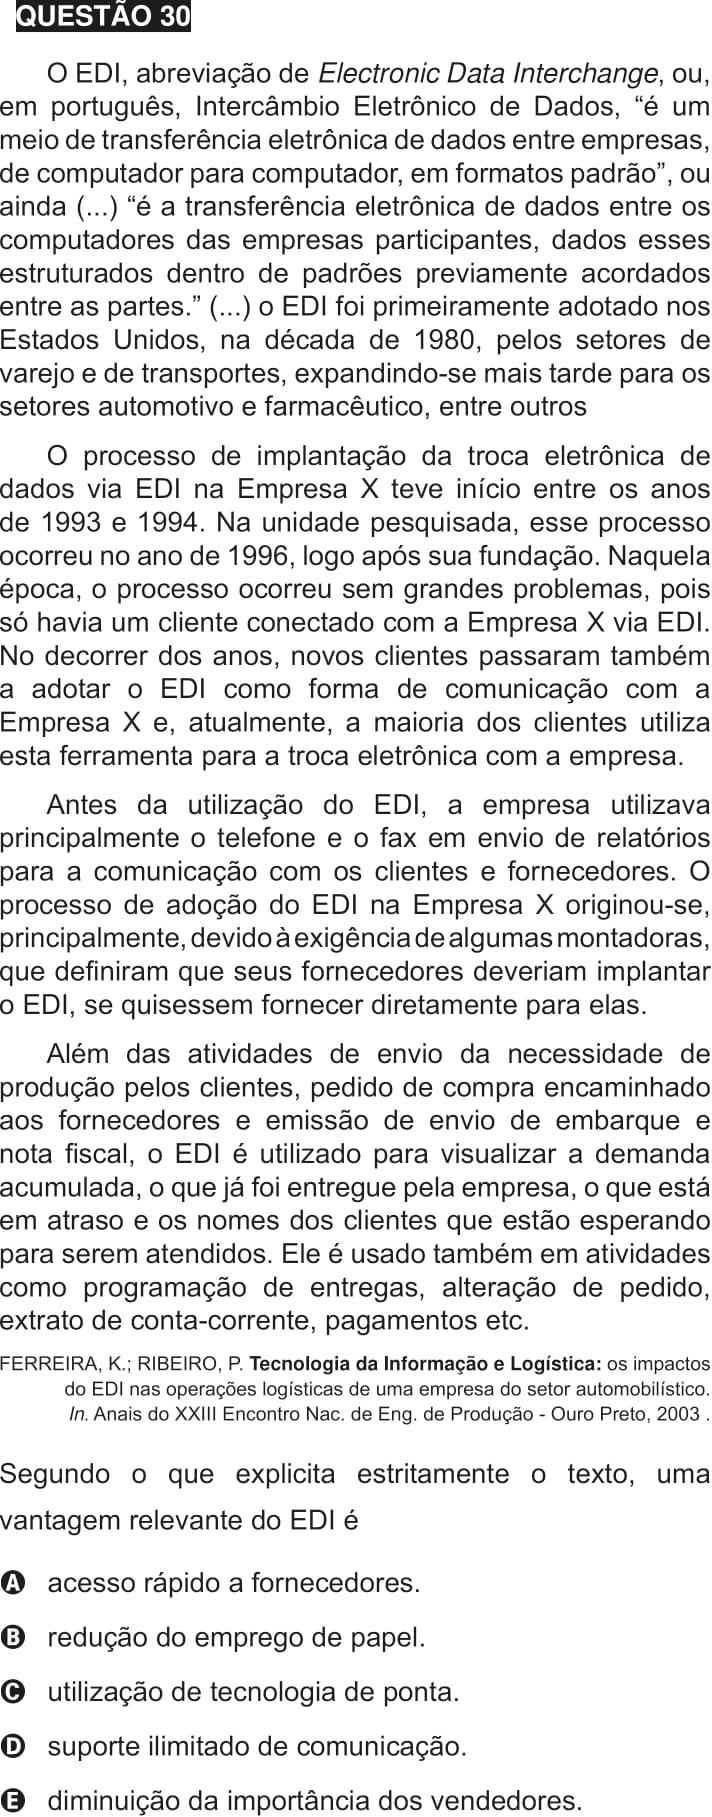 QUESTÃO 30
O EDI, abreviação de Electronic Data Interchange, ou,
em português, Intercâmbio Eletrônico de Dados, “é um
meio de transferência eletrônica de dados entre empresas,
de computador para computador, em formatos padrão”, ou
ainda (...) “é a transferência eletrônica de dados entre os
computadores das empresas participantes, dados esses
estruturados dentro de padrões previamente acordados
entre as partes.” (...) o EDI foi primeiramente adotado nos
Estados Unidos, na década de 1980, pelos setores de
varejo e de transportes, expandindo-se mais tarde para os
setores automotivo e farmacêutico, entre outros
O processo de implantação da troca eletrônica de
dados via EDI na Empresa X teve início entre os anos
de 1993 e 1994. Na unidade pesquisada, esse processo
ocorreu no ano de 1996, logo após sua fundação. Naquela
época, o processo ocorreu sem grandes problemas, pois
só havia um cliente conectado com a Empresa X via EDI.
No decorrer dos anos, novos clientes passaram também
a adotar o EDI como forma de comunicação com a
Empresa X e, atualmente, a maioria dos clientes utiliza
esta ferramenta para a troca eletrônica com a empresa.
Antes da utilização do EDI, a empresa utilizava
principalmente o telefone e o fax em envio de relatórios
para a comunicação com os clientes e fornecedores. O
processo de adoção do EDI na Empresa X originou-se,
principalmente, devido à exigência de algumas montadoras,
que definiram que seus fornecedores deveriam implantar
o EDI, se quisessem fornecer diretamente para elas.
Além das atividades de envio da necessidade de
produção pelos clientes, pedido de compra encaminhado
aos fornecedores e emissão de envio de embarque e
nota fiscal, o EDI é utilizado para visualizar a demanda
acumulada, o que já foi entregue pela empresa, o que está
em atraso e os nomes dos clientes que estão esperando
para serem atendidos. Ele é usado também em atividades
como programação de entregas, alteração de pedido,
extrato de conta-corrente, pagamentos etc.
FERREIRA, K.; RIBEIRO, P. Tecnologia da Informação e Logística: os impactos
do EDI nas operações logísticas de uma empresa do setor automobilístico.
In. Anais do XXIII Encontro Nac. de Eng. de Produção - Ouro Preto, 2003 .
Segundo o que explicita estritamente o texto, uma
vantagem relevante do EDI é
A acesso rápido a fornecedores.
B redução do emprego de papel.
C utilização de tecnologia de ponta.
D suporte ilimitado de comunicação.
E diminuição da importância dos vendedores.